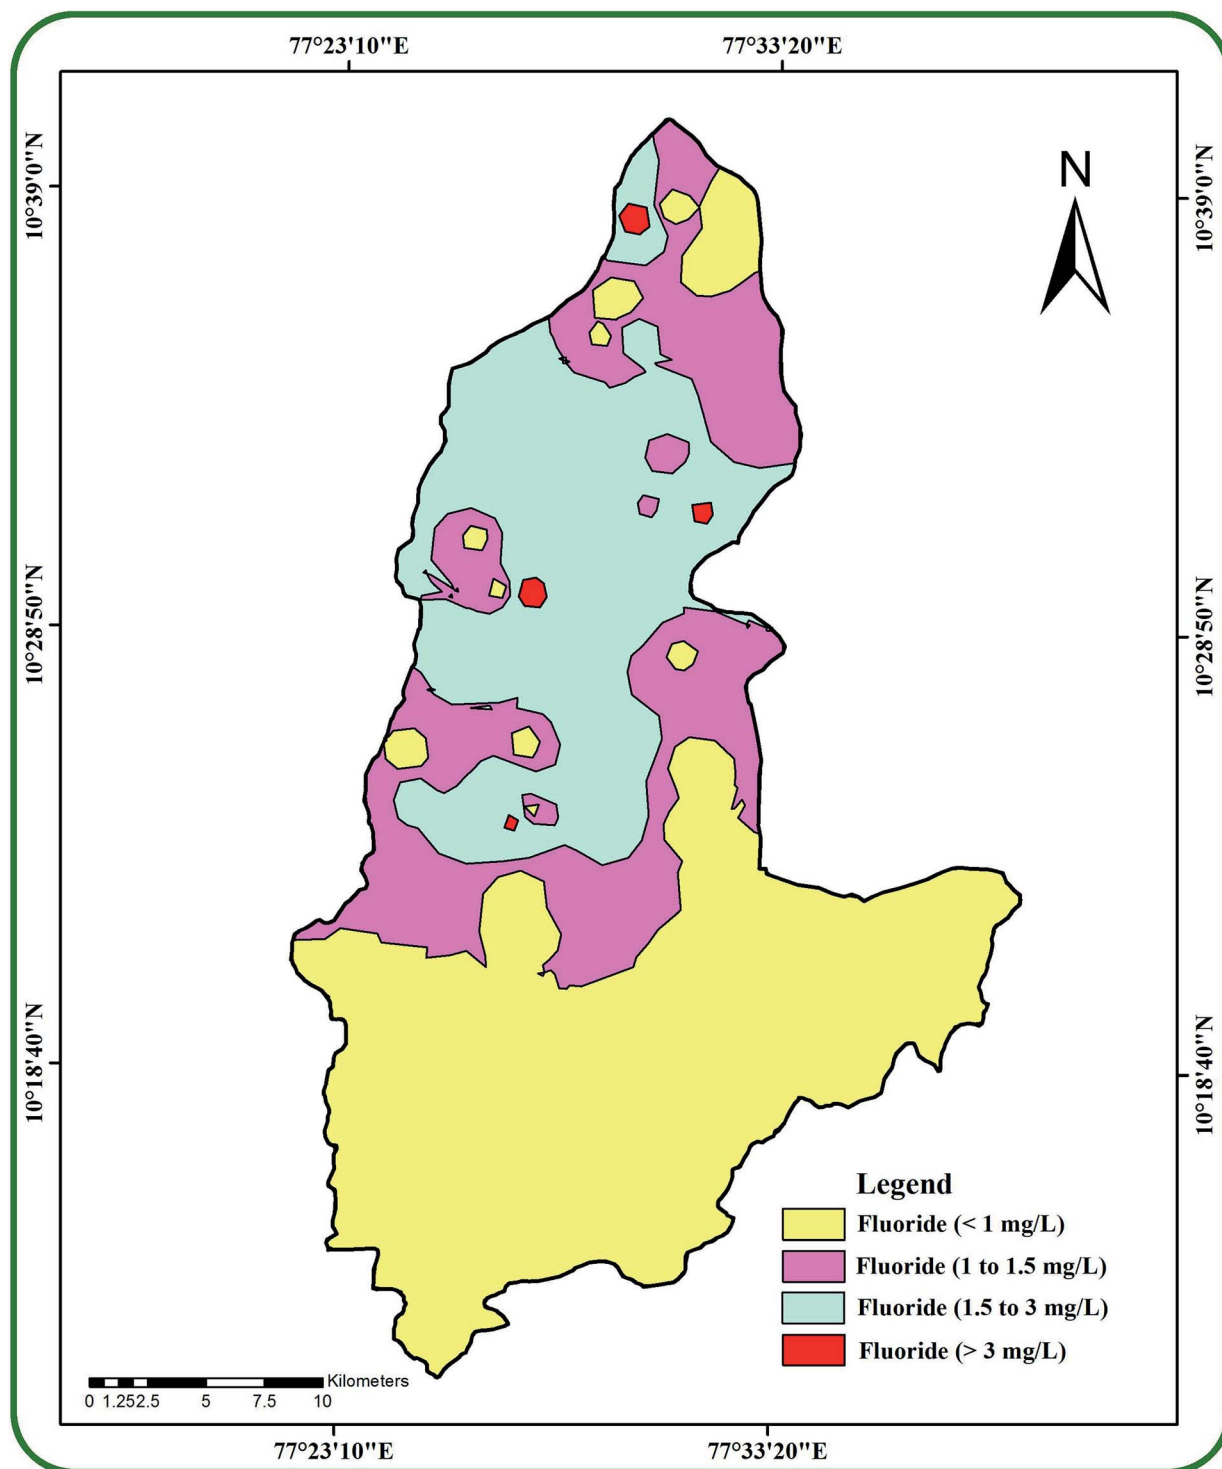 77°23'10"E 77°33'20"E
10°39'0"N
10°39'0"N
N
10°28'50"N
10°28'50"N
10°18'40"N
10°18'40"N
Legend
Fluoride (< 1 mg/L)
Fluoride (1 to 1.5 mg/L)
Fluoride (1.5 to 3 mg/L)
Fluoride (> 3 mg/L)
Kilometers
0 1.252.5 5 7.5 10
77°23'10"E 77°33'20"E